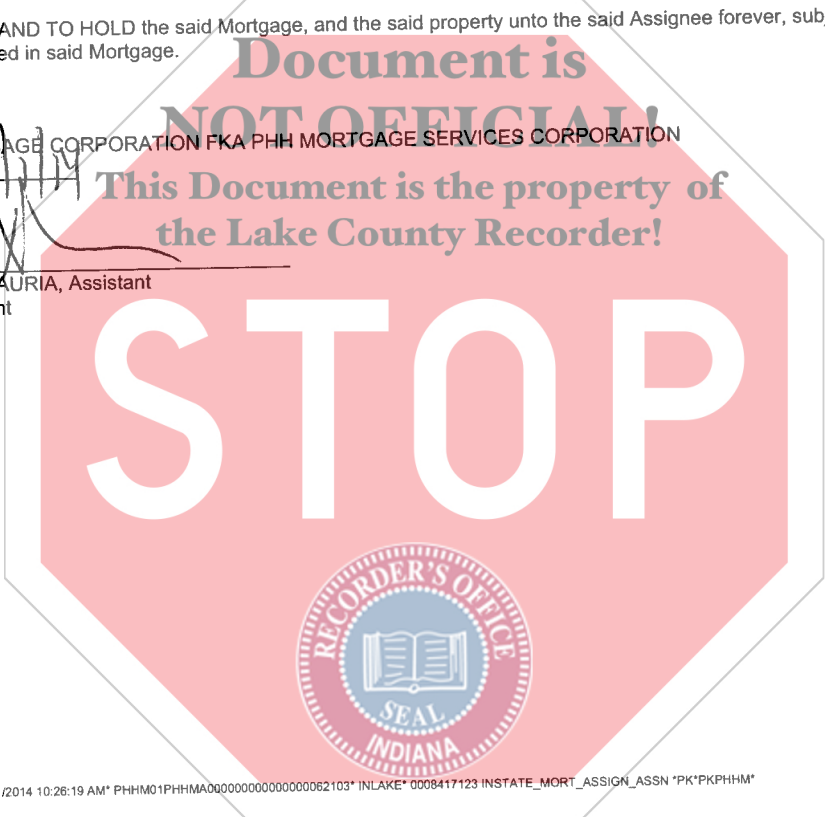 AND TO HOLD the said Mortgage, and the said property unto the said Assignee forever, sub
ed in said Mortgage.
Document is
NOT OFFICIAL!
AGE CORPORATION FKA PHH MORTGAGE SERVICES CORPORATION
This Document is the property of
the Lake County Recorder!
AURIA, Assistant
nt
STOP
RECORDER'S OFFICE
SEAL
INDIANA
/2014 10:26:19 AM* PHHM01PHHMA000000000000000062103* INLAKE* 0008417123 INSTATE_MORT_ASSIGN_ASSN *PK*PKPHHM*